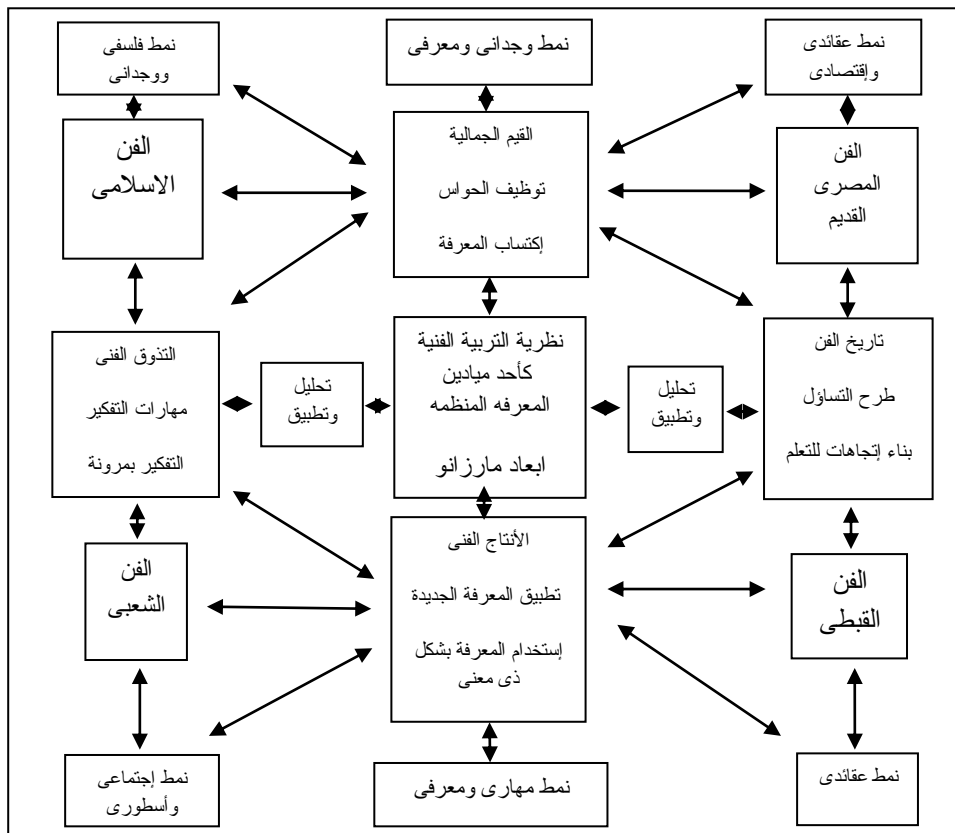 نمط عقائدى
وإقتصادى
نمط وجدانى ومعرفى
نمط فلسفى
ووجدانى
الفن
المصرى
القديم
القيم الجمالية
توظيف الحواس
إكتساب المعرفة
الفن
الاسلامى
تاريخ الفن
طرح التساؤل
بناء إتجاهات للتعلم
تحليل
وتطبيق
نظرية التربية الفنية
كأحد ميادين
المعرفه المنظمه
ابعاد مارزانو
تحليل
وتطبيق
التذوق الفنى
مهارات التفكير
التفكير بمرونة
الفن
القبطى
الأنتاج الفنى
تطبيق المعرفة الجديدة
إستخدام المعرفة بشكل
ذى معنى
الفن
الشعبى
نمط عقائدى
نمط مهارى ومعرفى
نمط إجتماعى
وأسطورى